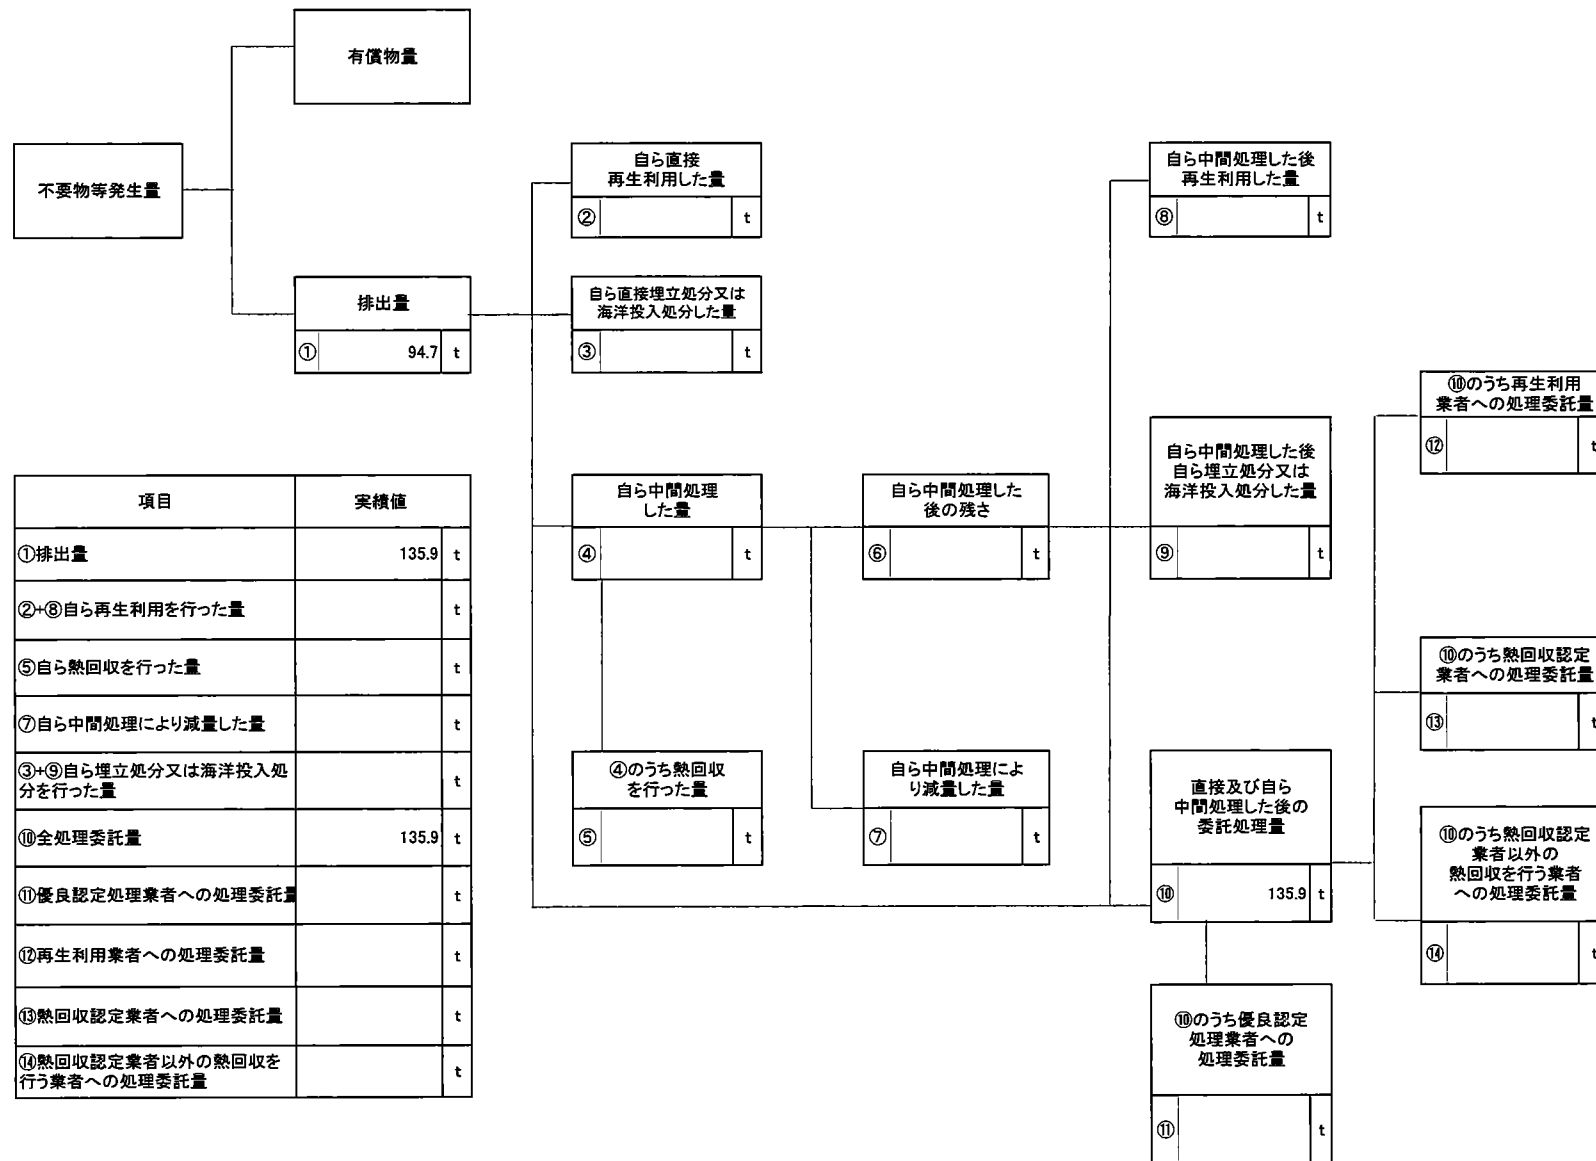 有償物量
不要物等発生量
排出量
① 94.7 t
自ら直接
再生利用した量
② t
自ら直接埋立処分又は
海洋投入処分した量
③ t
自ら中間処理
した量
④ t
④のうち熱回収
を行った量
⑤ t
自ら中間処理した
後の残さ
⑥ t
自ら中間処理によ
り減量した量
⑦ t
自ら中間処理した後
再生利用した量
⑧ t
自ら中間処理した後
自ら埋立処分又は
海洋投入処分した量
⑨ t
直接及び自ら
中間処理した後の
委託処理量
⑩ 135.9 t
⑩のうち優良認定
処理業者への
処理委託量
⑪ t
⑩のうち再生利用
業者への処理委託量
⑫ t
⑩のうち熱回収認定
業者への処理委託量
⑬ t
⑩のうち熱回収認定
業者以外の
熱回収を行う業者
への処理委託量
⑭ t
項目 実績値
①排出量 135.9 t
②+⑧自ら再生利用を行った量 t
⑤自ら熱回収を行った量 t
⑦自ら中間処理により減量した量 t
③+⑨自ら埋立処分又は海洋投入処
分を行った量 t
⑩全処理委託量 135.9 t
⑪優良認定処理業者への処理委託量 t
⑫再生利用業者への処理委託量 t
⑬熱回収認定業者への処理委託量 t
⑭熱回収認定業者以外の熱回収を
行う業者への処理委託量 t